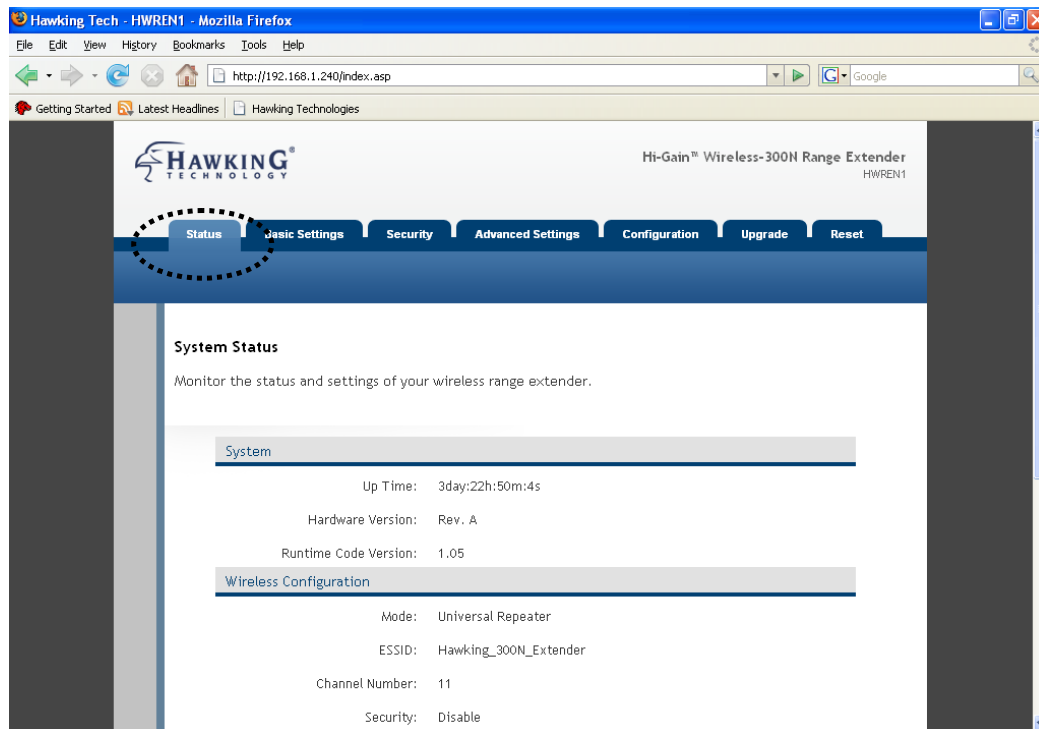 Hawking Tech - HWREN1 - Mozilla Firefox
File Edit View History Bookmarks Tools Help
http://192.168.1.240/index.asp
G Google
Getting Started Latest Headlines Hawking Technologies
HAWKING®
TECHNOLOGY
Hi-Gain™ Wireless-300N Range Extender
HWREN1
Status Basic Settings Security Advanced Settings Configuration Upgrade Reset
System Status
Monitor the status and settings of your wireless range extender.
System
Up Time: 3day:22h:50m:4s
Hardware Version: Rev. A
Runtime Code Version: 1.05
Wireless Configuration
Mode: Universal Repeater
ESSID: Hawking_300N_Extender
Channel Number: 11
Security: Disable